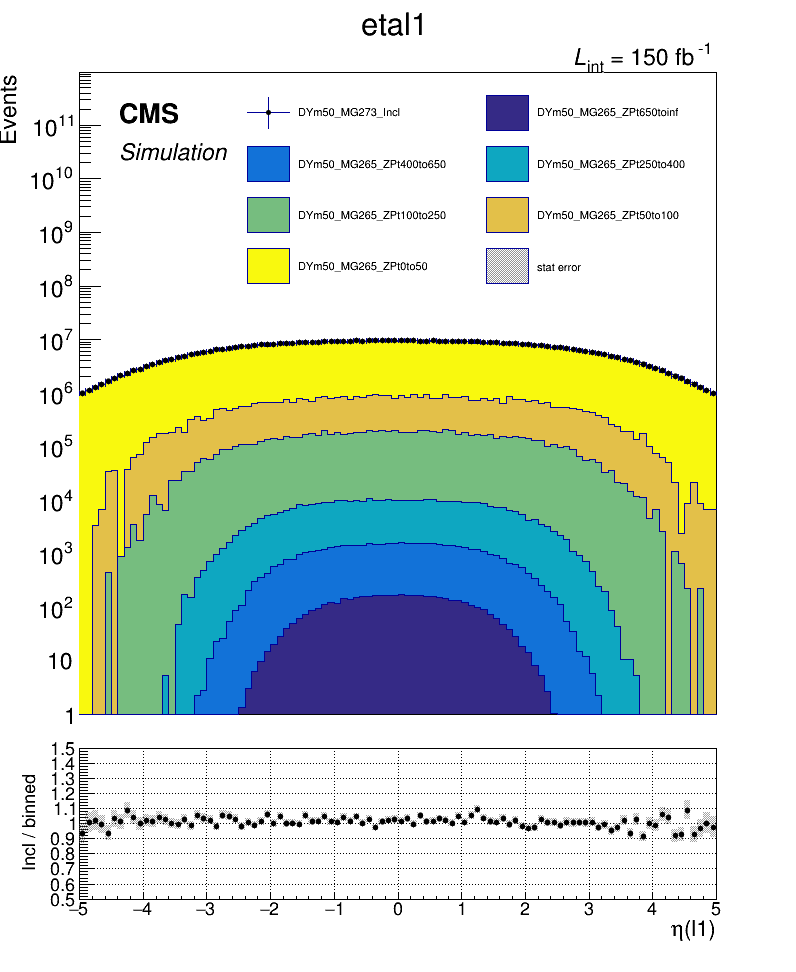 etal1
L_int = 150 fb^-1
Events
CMS
Simulation
DYm50_MG273_Incl
DYm50_MG265_ZPt650toinf
DYm50_MG265_ZPt400to650
DYm50_MG265_ZPt250to400
DYm50_MG265_ZPt100to250
DYm50_MG265_ZPt50to100
DYm50_MG265_ZPt0to50
stat error
10^11
10^10
10^9
10^8
10^7
10^6
10^5
10^4
10^3
10^2
10
1
Incl / binned
1.5
1.4
1.3
1.2
1.1
1
0.9
0.8
0.7
0.6
0.5
−5 −4 −3 −2 −1 0 1 2 3 4 5
η(l1)